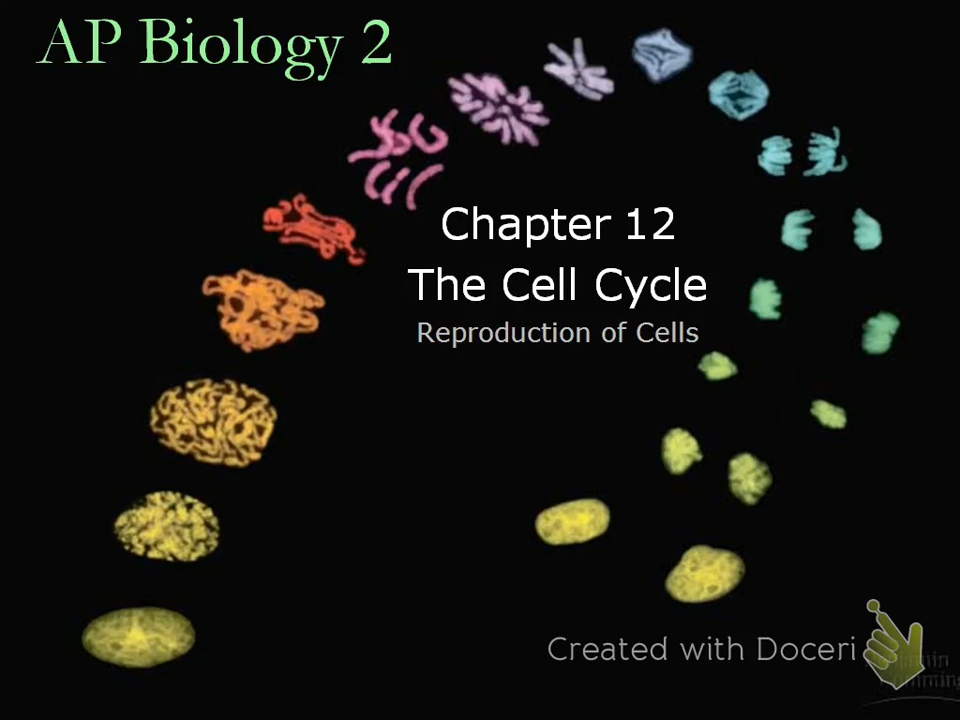 AP Biology 2
Chapter 12
The Cell Cycle
Reproduction of Cells
Created with Doceri